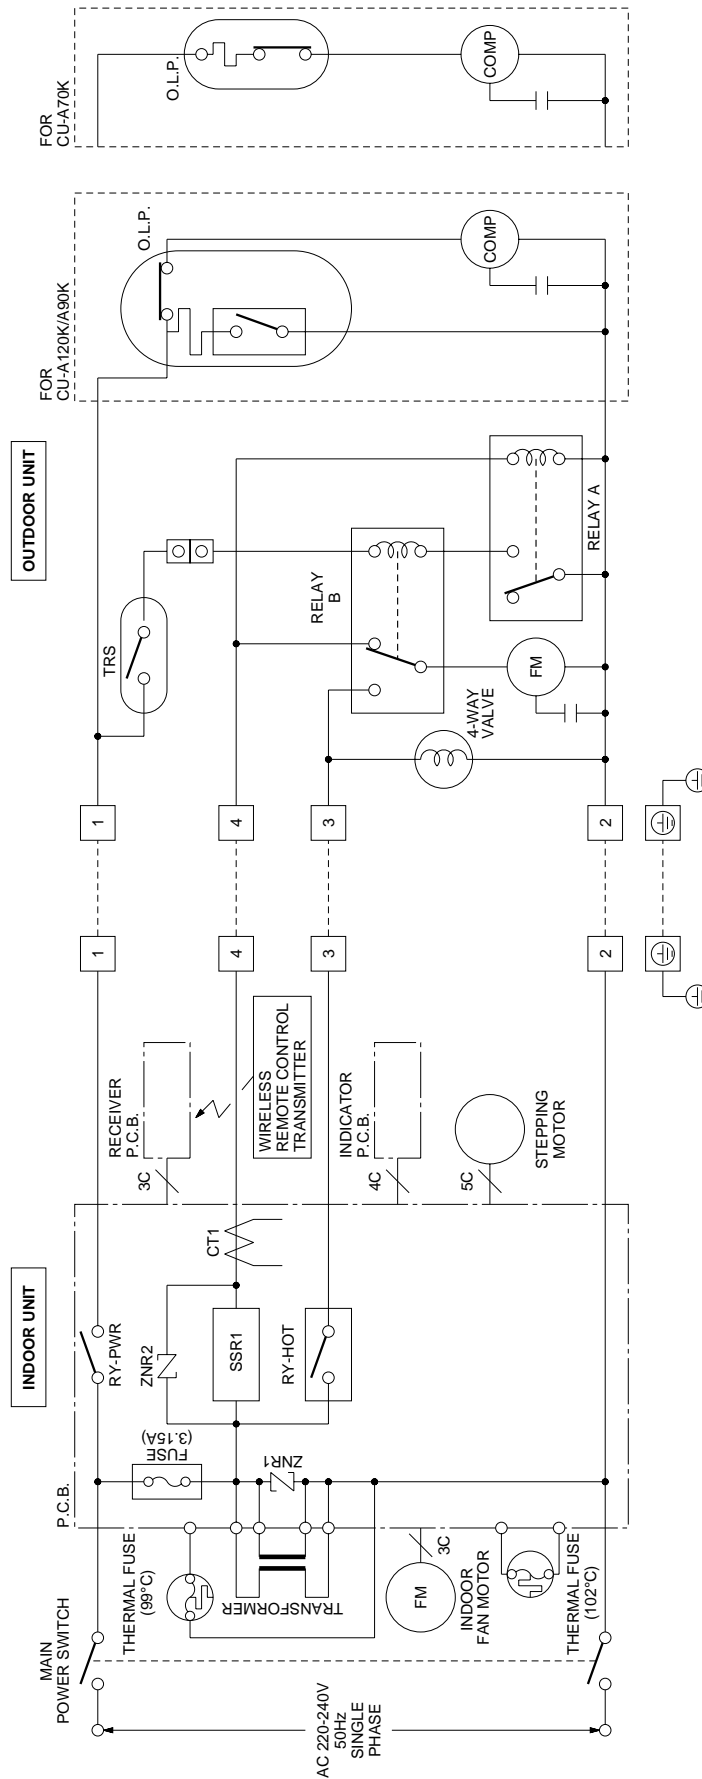 INDOOR UNIT
OUTDOOR UNIT
AC 220-240V
50Hz
SINGLE
PHASE
MAIN
POWER SWITCH
P.C.B.
THERMAL FUSE
(99°C)
TRANSFORMER
FM
3C
INDOOR
FAN MOTOR
THERMAL FUSE
(102°C)
FUSE
(3.15A)
ZNR1
RY-PWR
ZNR2
SSR1
RY-HOT
CT1
RECEIVER
P.C.B.
3C
WIRELESS
REMOTE CONTROL
TRANSMITTER
INDICATOR
P.C.B.
4C
5C
STEPPING
MOTOR
1
4
3
2
1
4
3
2
TRS
4-WAY
VALVE
RELAY
B
FM
RELAY A
FOR
CU-A120K/A90K
O.L.P.
COMP
FOR
CU-A70K
O.L.P.
COMP